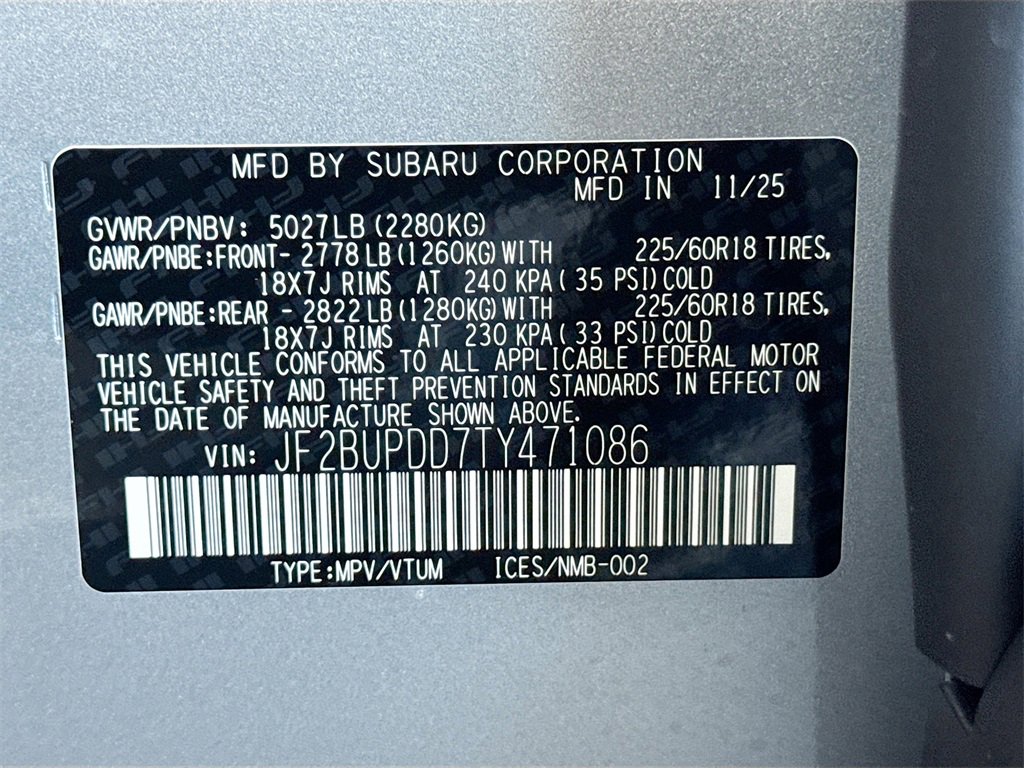 MFD BY SUBARU CORPORATION
MFD IN 11/25
GVWR/PNBV: 5027LB (2280KG)
GAWR/PNBE:FRONT- 2778 LB (1260KG) WITH 225/60R18 TIRES,
18X7J RIMS AT 240 KPA ( 35 PSI) COLD
GAWR/PNBE:REAR - 2822 LB (1280KG) WITH 225/60R18 TIRES,
18X7J RIMS AT 230 KPA ( 33 PSI) COLD
THIS VEHICLE CONFORMS TO ALL APPLICABLE FEDERAL MOTOR
VEHICLE SAFETY AND THEFT PREVENTION STANDARDS IN EFFECT ON
THE DATE OF MANUFACTURE SHOWN ABOVE.
VIN: JF2BUPDD7TY471086
TYPE:MPV/VTUM ICES/NMB-002